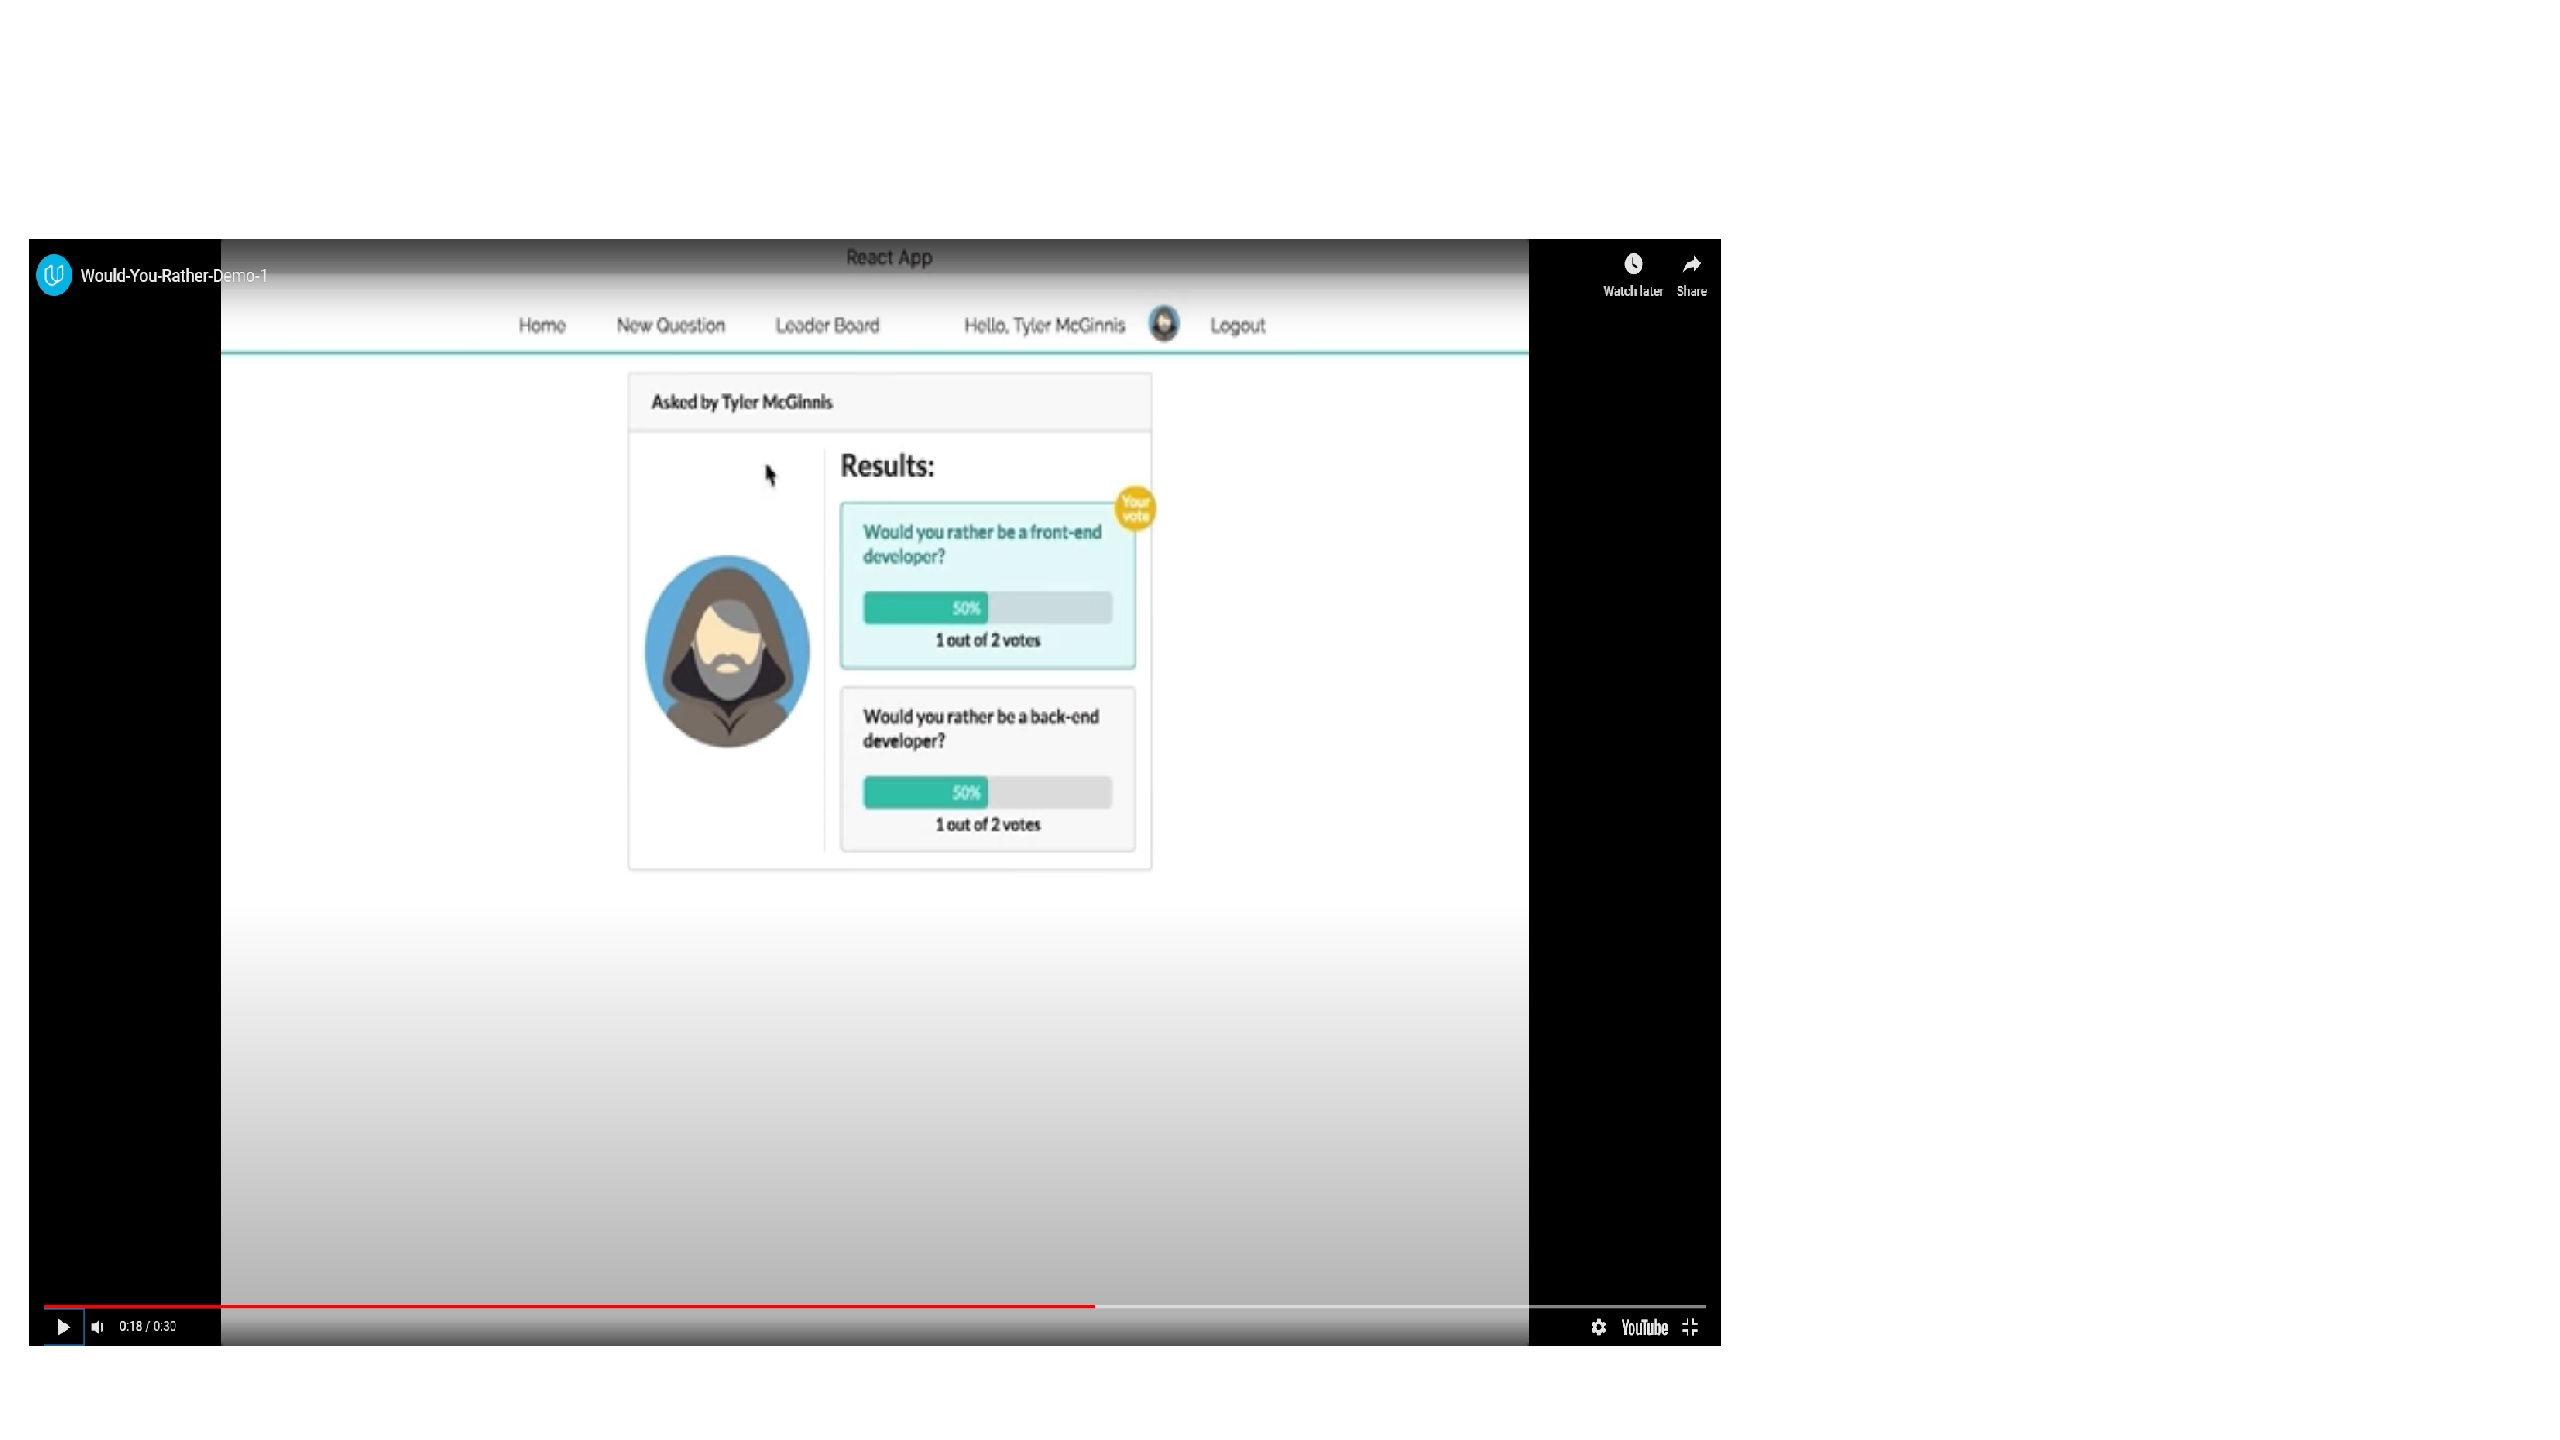 React App
Would-You-Rather-Demo-1
Watch later
Share
Home
New Question
Leader Board
Hello, Tyler McGinnis
Logout
Asked by Tyler McGinnis
Results:
Your
vote
Would you rather be a front-end
developer?
50%
1 out of 2 votes
Would you rather be a back-end
developer?
50%
1 out of 2 votes
0:18 / 0:30
YouTube